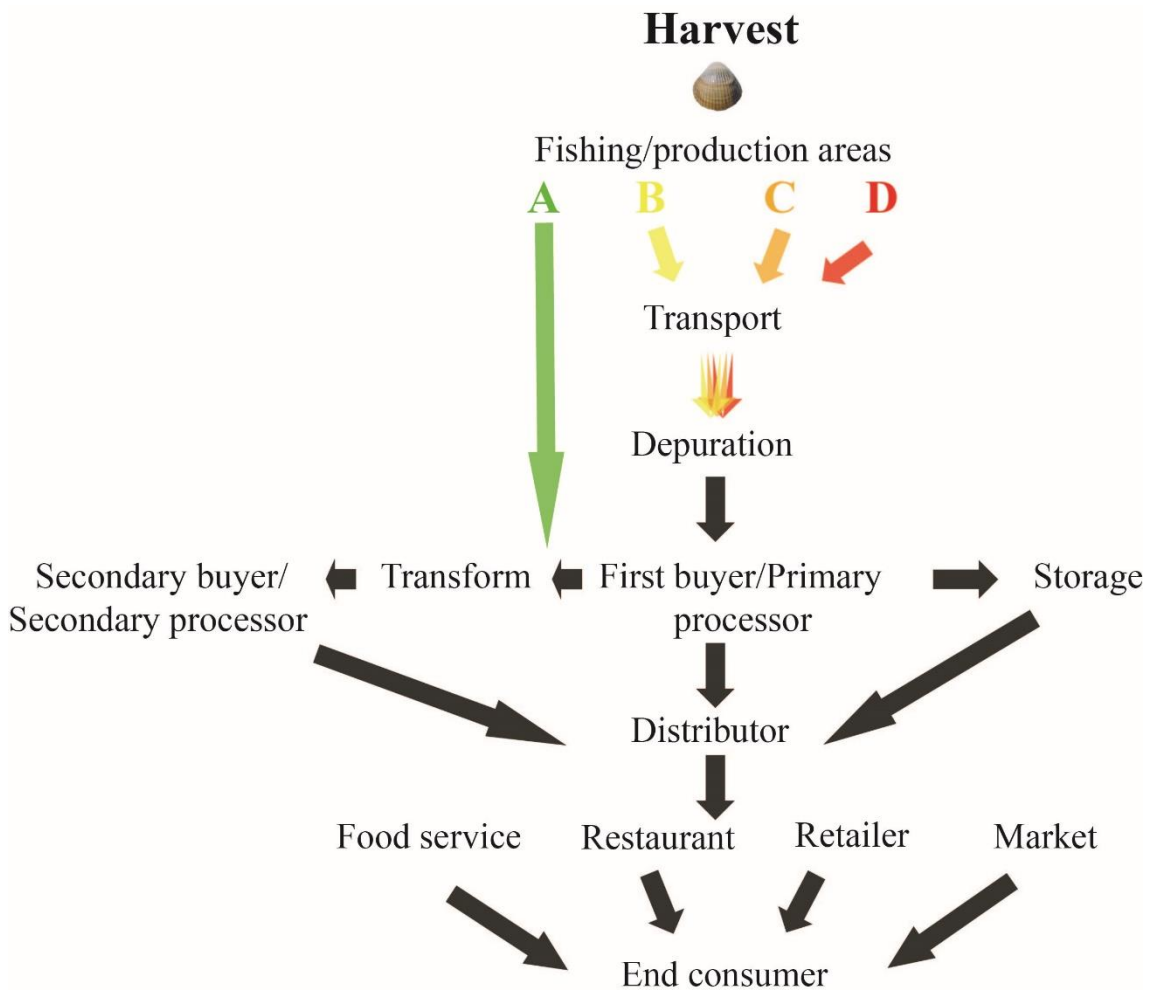 Harvest
Fishing/production areas
A B C D
Transport
Depuration
Secondary buyer/
Secondary processor
Transform
First buyer/Primary
processor
Storage
Distributor
Food service
Restaurant
Retailer
Market
End consumer